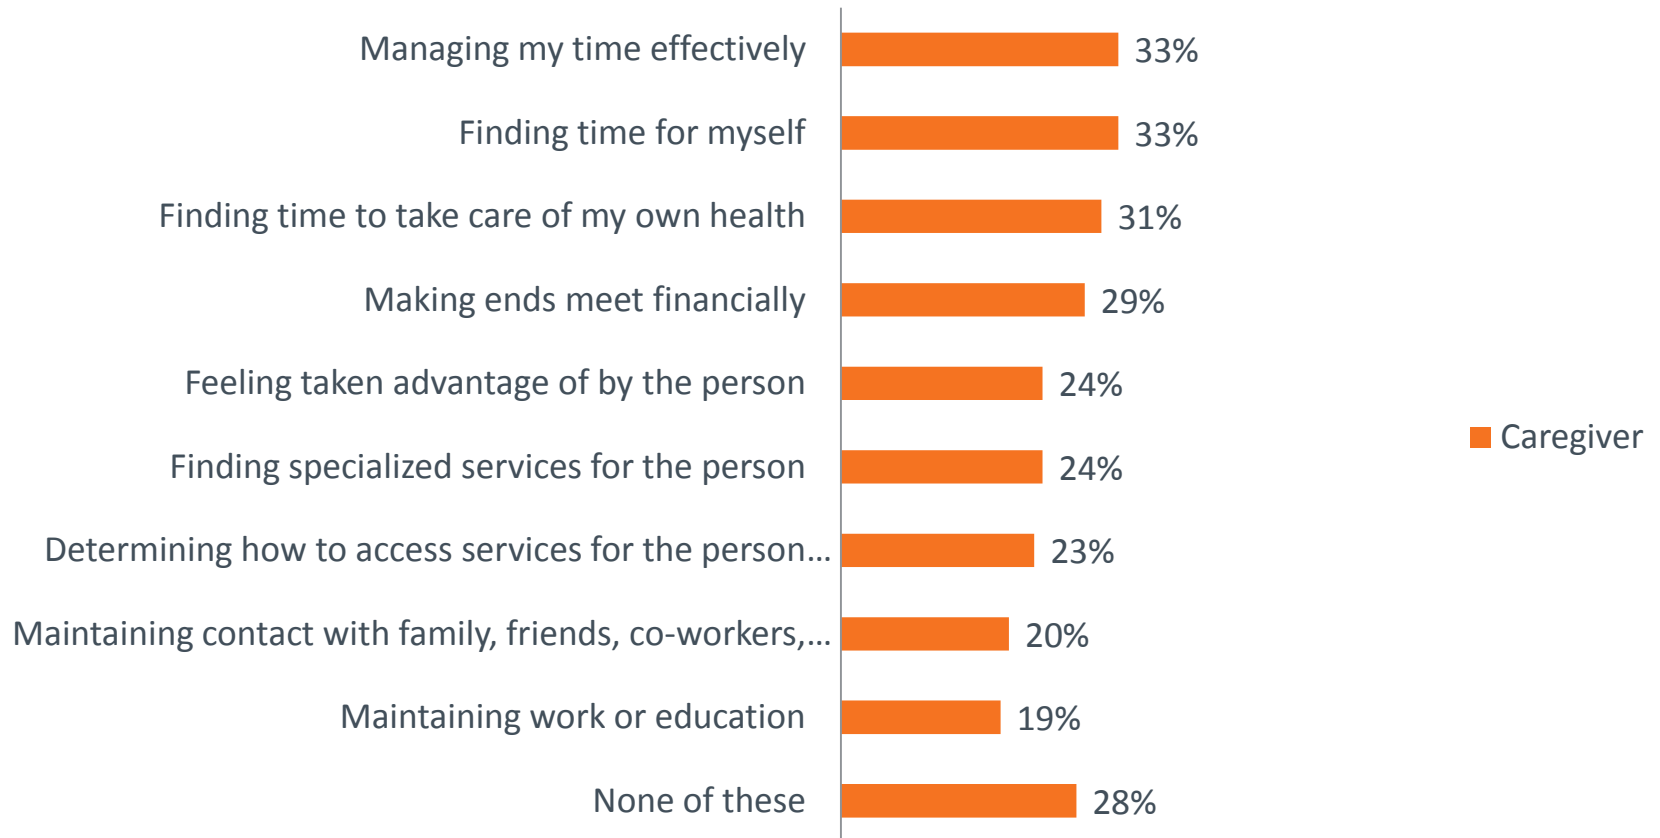 Managing my time effectively 33%
Finding time for myself 33%
Finding time to take care of my own health 31%
Making ends meet financially 29%
Feeling taken advantage of by the person 24%
Finding specialized services for the person 24%
Determining how to access services for the person... 23%
Maintaining contact with family, friends, co-workers,... 20%
Maintaining work or education 19%
None of these 28%
Caregiver